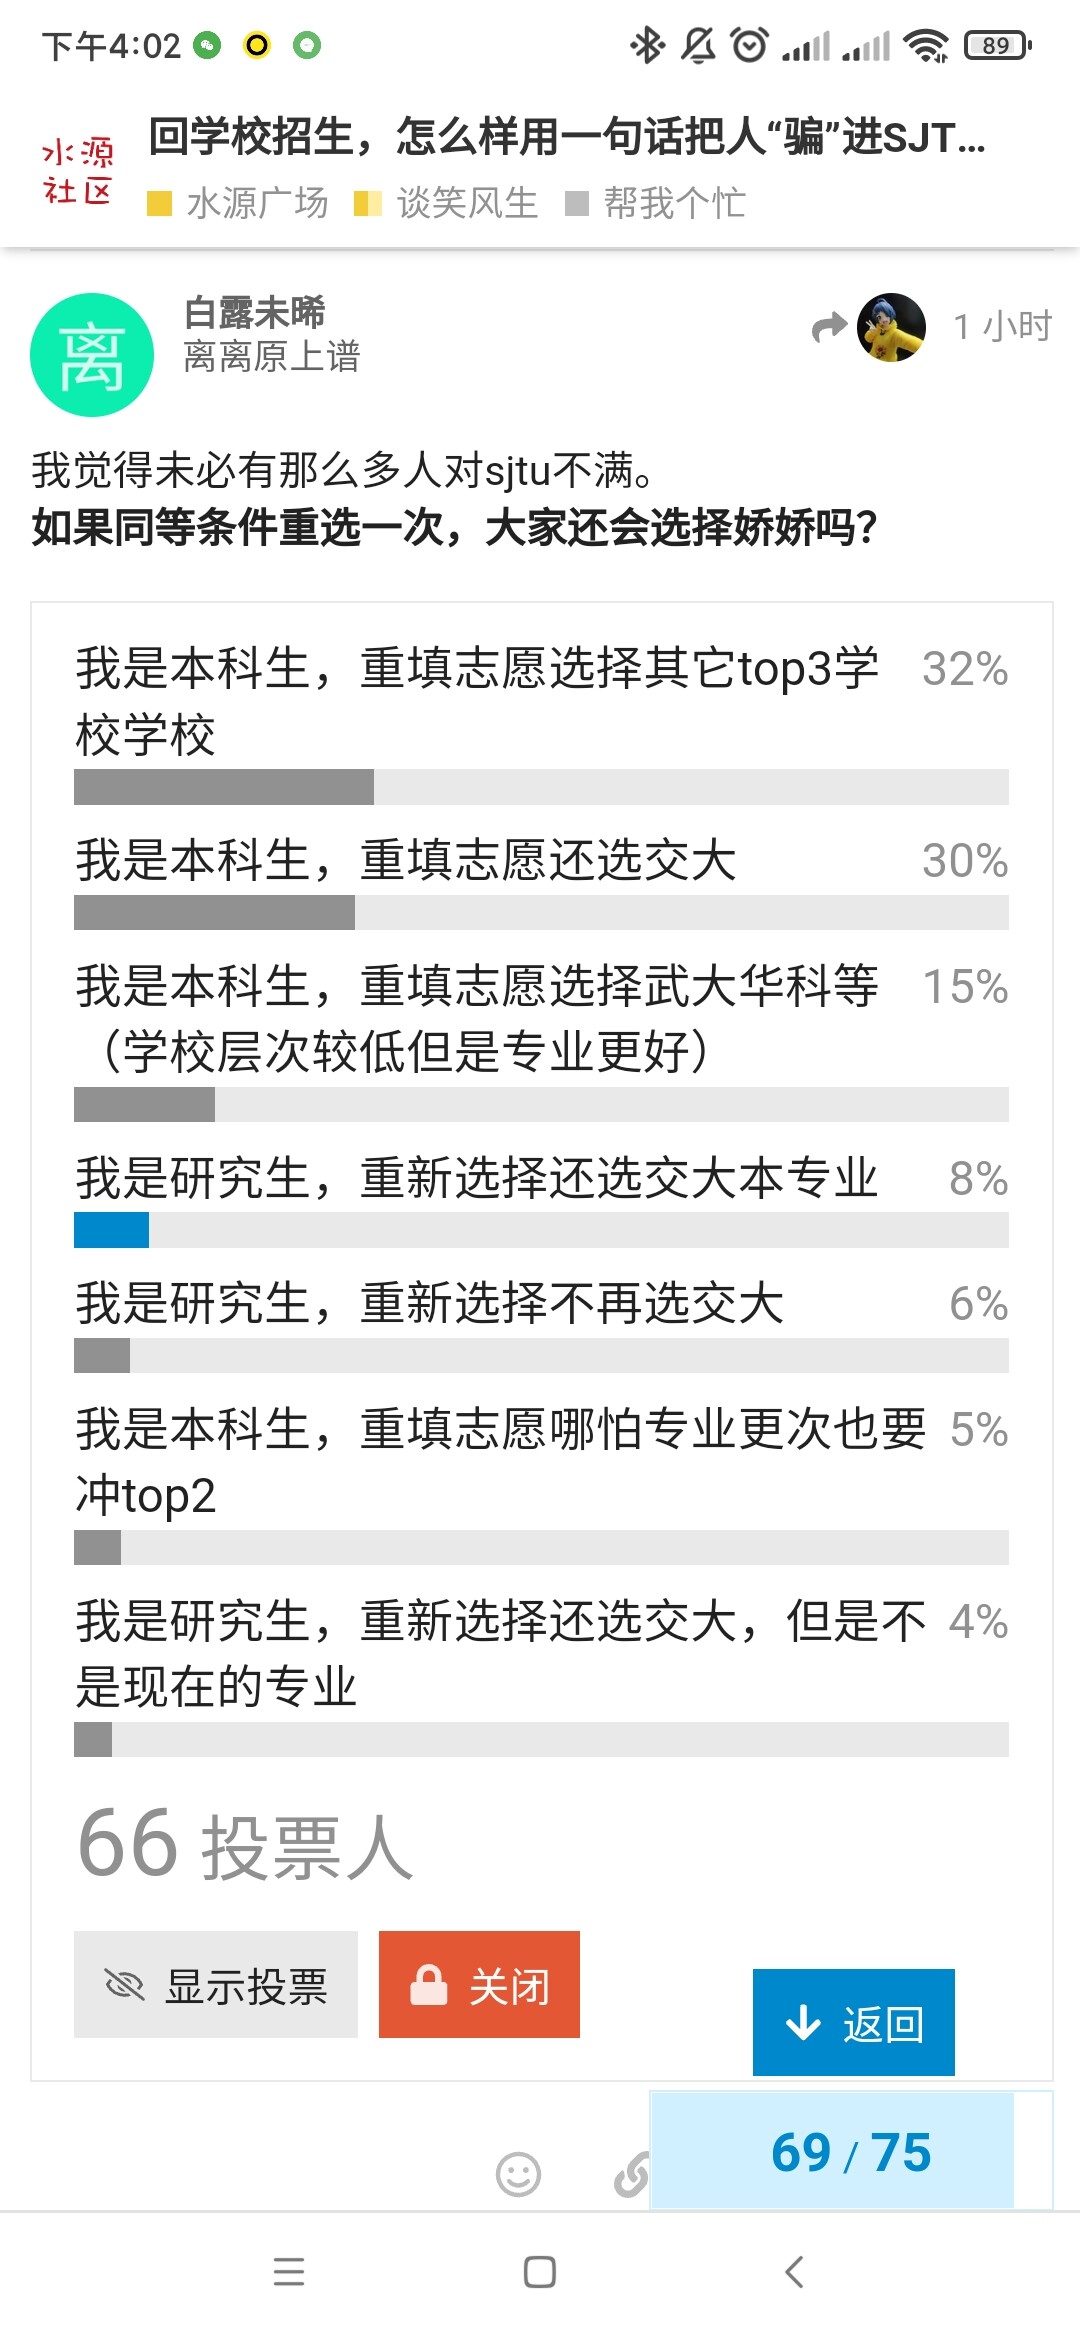 下午4:02
89
水源
社区
回学校招生，怎么样用一句话把人“骗”进SJT...
水源广场 谈笑风生 帮我个忙
离
白露未晞
离离原上谱
1 小时
我觉得未必有那么多人对sjtu不满。
如果同等条件重选一次，大家还会选择娇娇吗？
我是本科生，重填志愿选择其它top3学 32%
校学校
我是本科生，重填志愿还选交大 30%
我是本科生，重填志愿选择武大华科等 15%
（学校层次较低但是专业更好）
我是研究生，重新选择还选交大本专业 8%
我是研究生，重新选择不再选交大 6%
我是本科生，重填志愿哪怕专业更次也要 5%
冲top2
我是研究生，重新选择还选交大，但是不 4%
是现在的专业
66 投票人
显示投票
关闭
返回
69 / 75